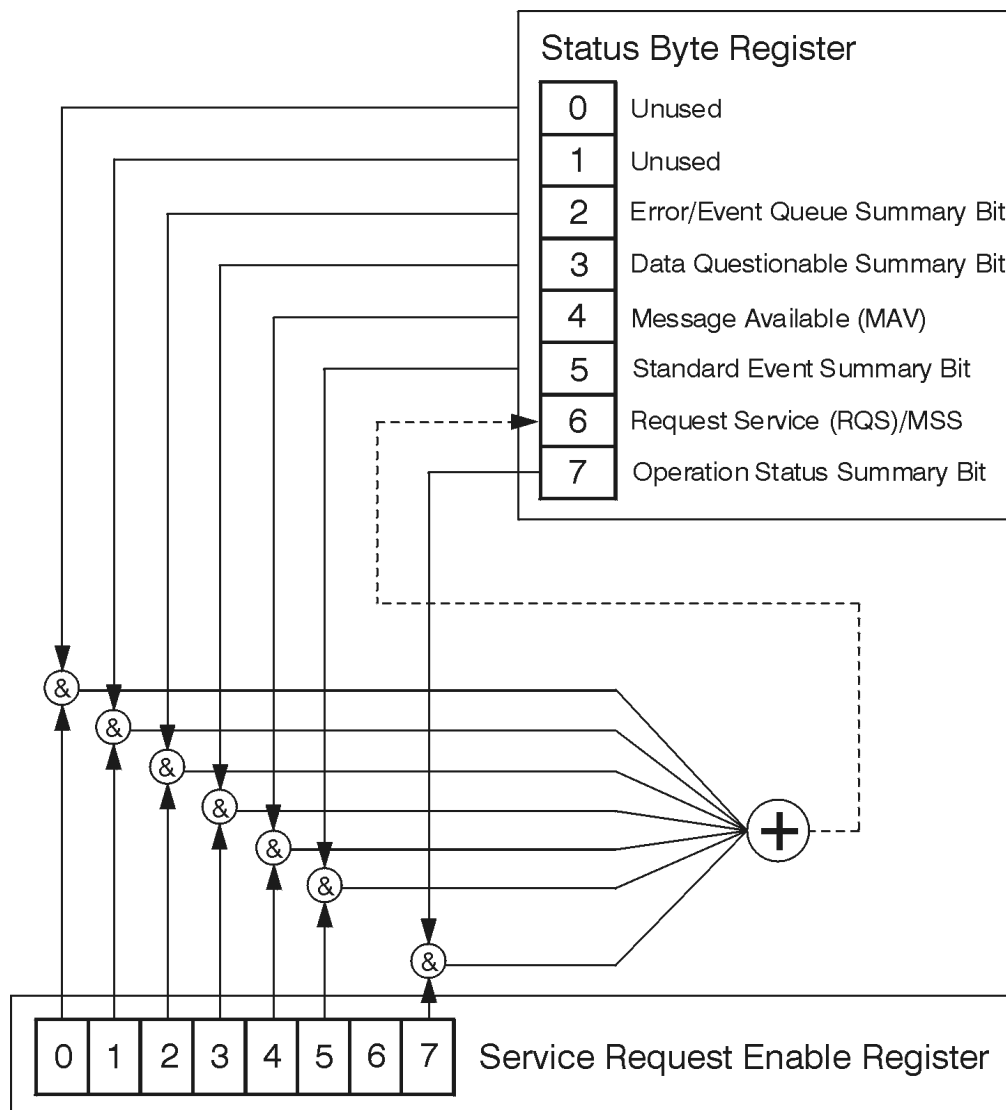 Status Byte Register
0 Unused
1 Unused
2 Error/Event Queue Summary Bit
3 Data Questionable Summary Bit
4 Message Available (MAV)
5 Standard Event Summary Bit
6 Request Service (RQS)/MSS
7 Operation Status Summary Bit
&
&
&
&
&
&
&
+
0 1 2 3 4 5 6 7 Service Request Enable Register